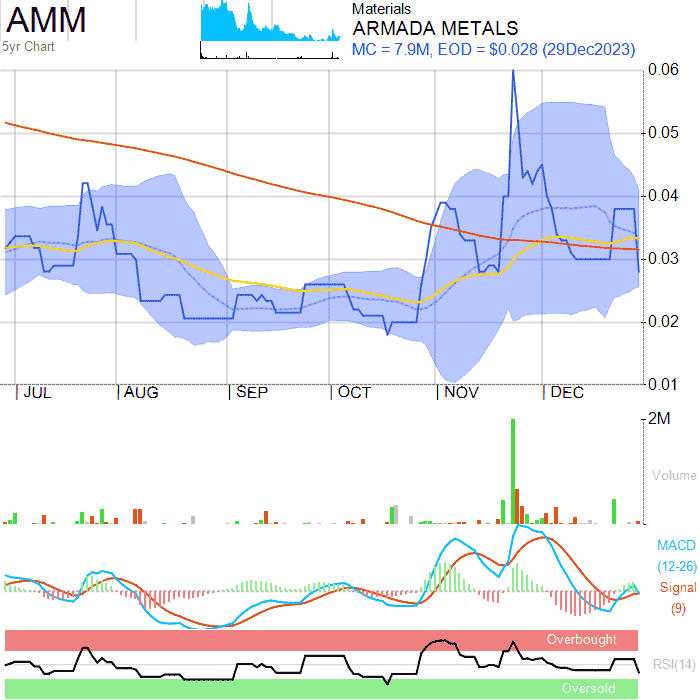 AMM
5yr Chart
Materials
ARMADA METALS
MC = 7.9M, EOD = $0.028 (29Dec2023)
0.06
0.05
0.04
0.03
0.02
0.01
JUL AUG SEP OCT NOV DEC
2M
Volume
MACD
(12-26)
Signal
(9)
Overbought
RSI(14)
Oversold